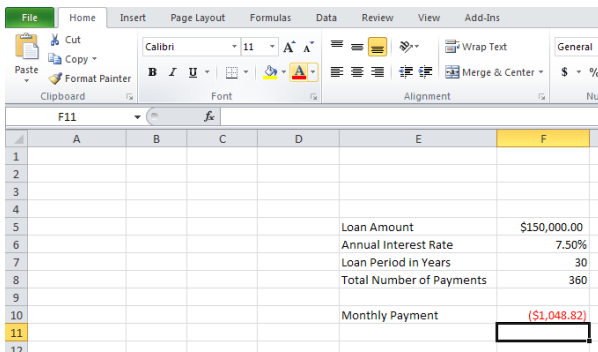 File Home Insert Page Layout Formulas Data Review View Add-Ins
Cut
Copy
Format Painter
Paste
Clipboard
Calibri 11 A A
B I U A
Font
Wrap Text
Merge & Center
Alignment
General
$ %
F11 fx
A B C D E F
1
2
3
4
5 Loan Amount $150,000.00
6 Annual Interest Rate 7.50%
7 Loan Period in Years 30
8 Total Number of Payments 360
9
10 Monthly Payment ($1,048.82)
11
12